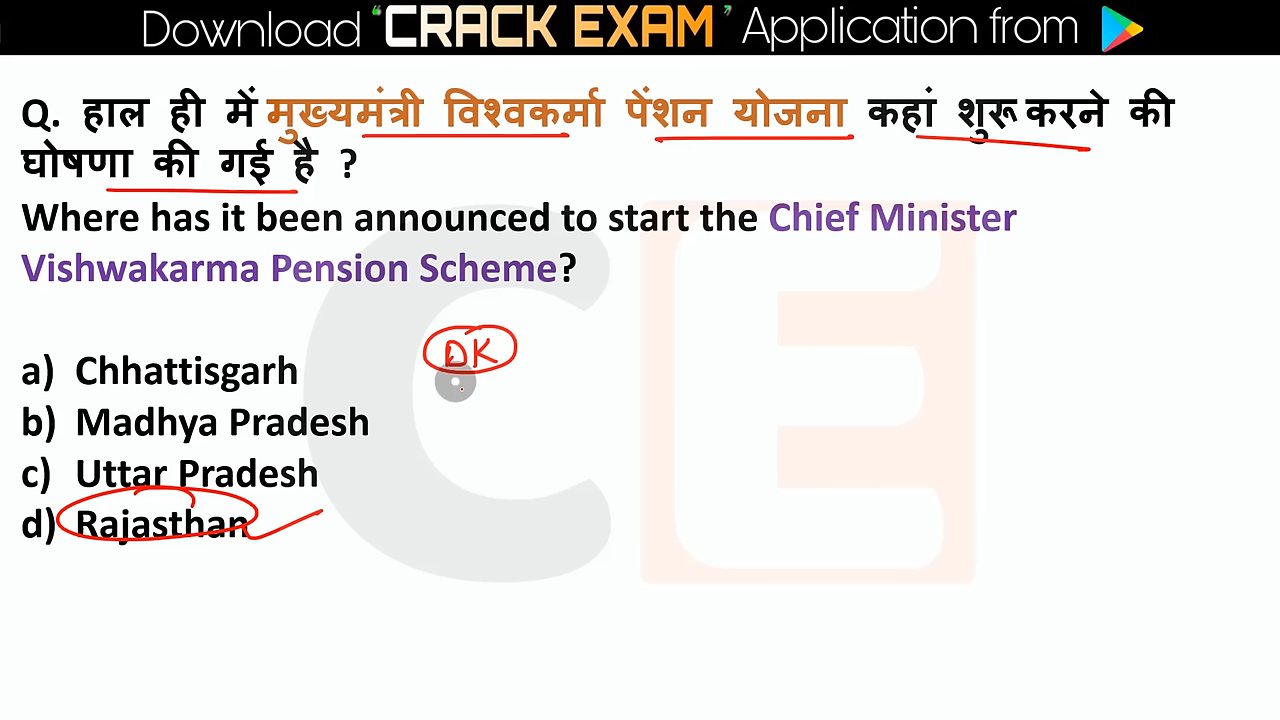 Download “CRACK EXAM” Application from
Q. हाल ही में मुख्यमंत्री विश्वकर्मा पेंशन योजना कहां शुरू करने की
घोषणा की गई है ?
Where has it been announced to start the Chief Minister
Vishwakarma Pension Scheme?
DK
a) Chhattisgarh
b) Madhya Pradesh
c) Uttar Pradesh
d) Rajasthan
CE